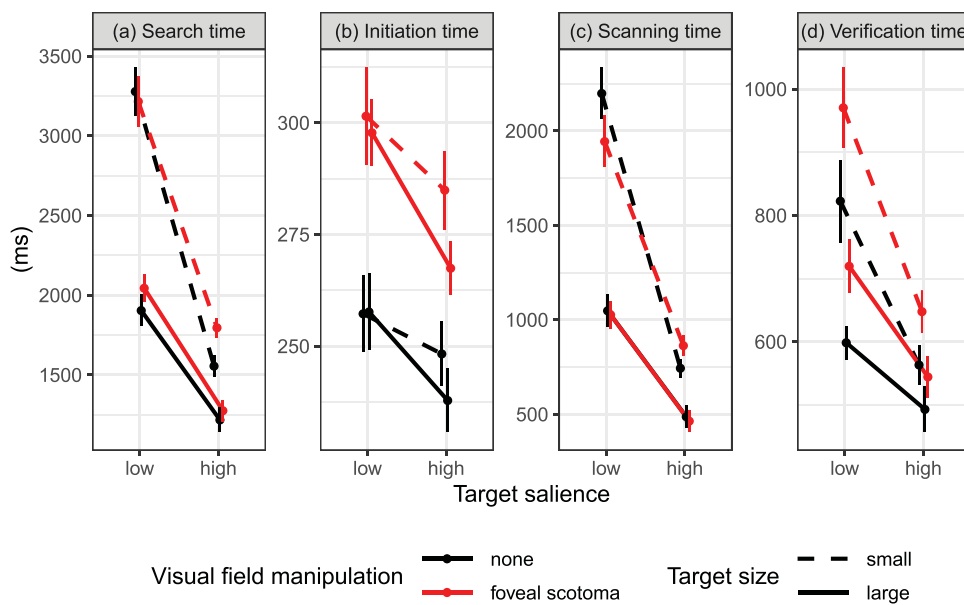 (a) Search time
(b) Initiation time
(c) Scanning time
(d) Verification time
(ms)
3500
3000
2500
2000
1500
300
275
250
2000
1500
1000
500
1000
800
600
low high
low high
low high
low high
Target salience
Visual field manipulation
none
foveal scotoma
Target size
small
large